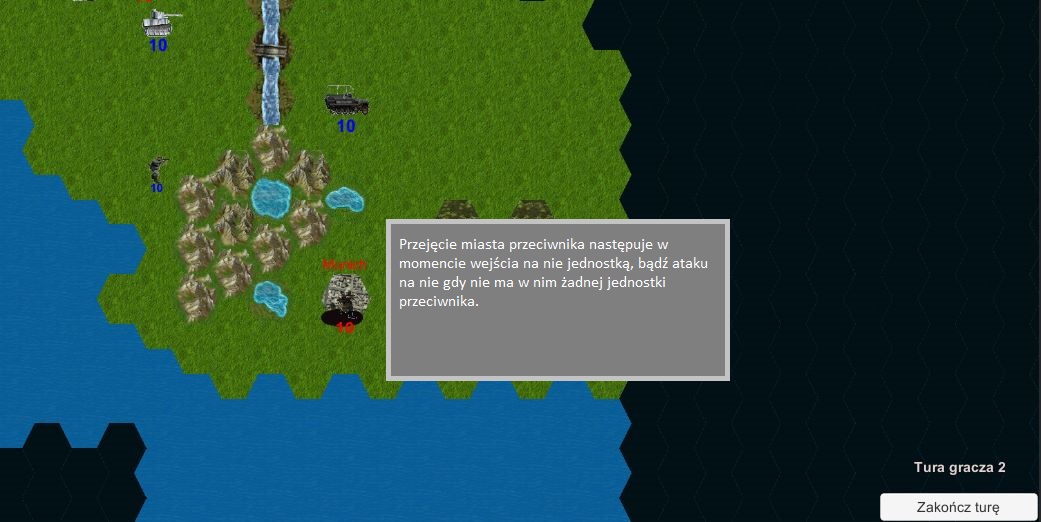 10
10
10
Przejęcie miasta przeciwnika następuje w
momencie wejścia na nie jednostką, bądź ataku
na nie gdy nie ma w nim żadnej jednostki
przeciwnika.
10
Tura gracza 2
Zakończ turę